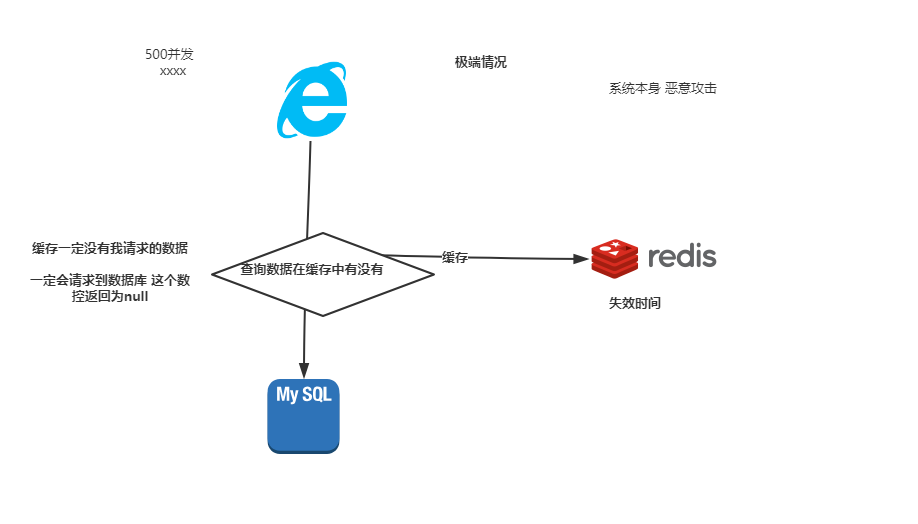 500并发
xxxx
极端情况
系统本身 恶意攻击
缓存一定没有我请求的数据
一定会请求到数据库 这个数
控返回为null
查询数据在缓存中有没有
缓存
redis
失效时间
My SQL